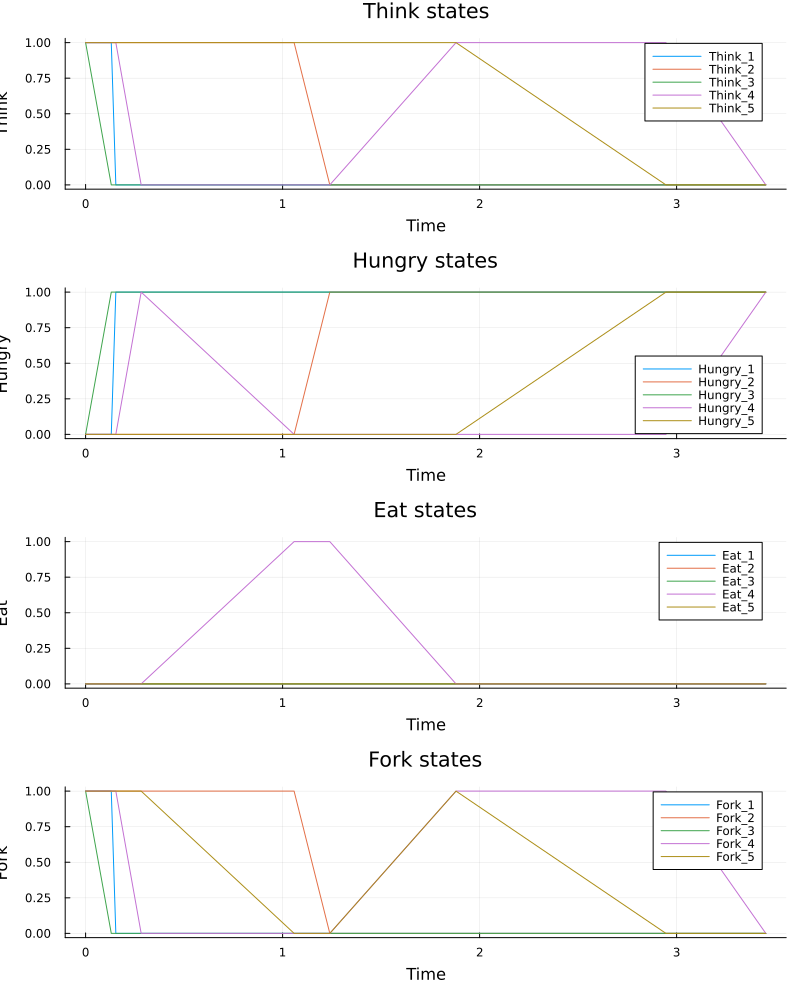 Think states
Think
1.00
0.75
0.50
0.25
0.00
Think_1
Think_2
Think_3
Think_4
Think_5
0 1 2 3
Time
Hungry states
Hungry
1.00
0.75
0.50
0.25
0.00
Hungry_1
Hungry_2
Hungry_3
Hungry_4
Hungry_5
0 1 2 3
Time
Eat states
Eat
1.00
0.75
0.50
0.25
0.00
Eat_1
Eat_2
Eat_3
Eat_4
Eat_5
0 1 2 3
Time
Fork states
Fork
1.00
0.75
0.50
0.25
0.00
Fork_1
Fork_2
Fork_3
Fork_4
Fork_5
0 1 2 3
Time